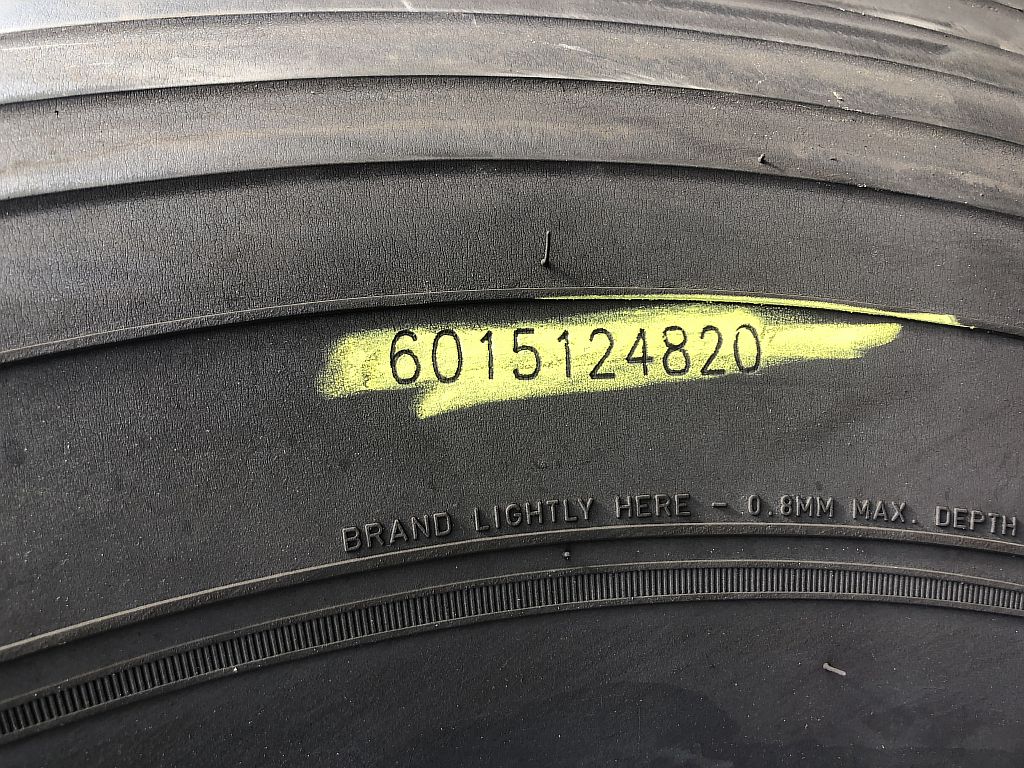 6015124820
BRAND LIGHTLY HERE - 0.8MM MAX. DEPTH